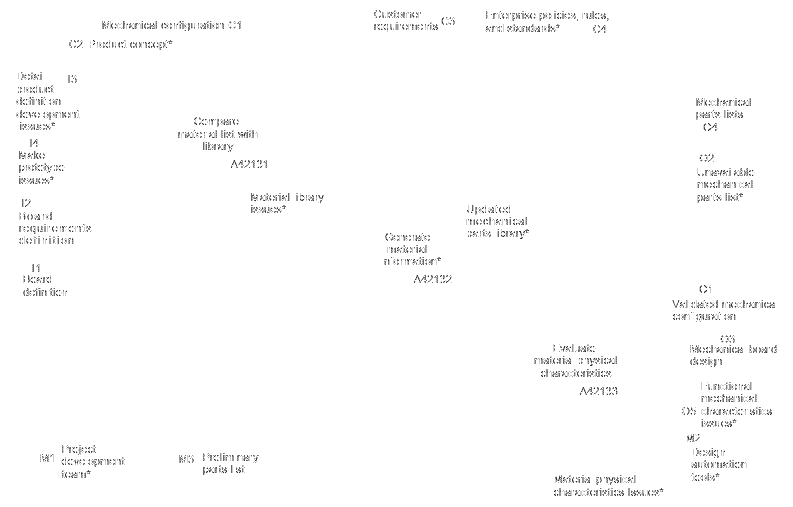 Mechanical configuration C1
C2 Product concept*
Customer
requirements C3
Enterprise policies, rules,
and standards* C4
Detail
product
definition
development
issues*
I3
I4
Make
prototype
issues*
I2
Board
requirements
definition
I1
Board
definition
Compare
material list with
library
A42131
Material library
issues*
Generate
material
information*
A42132
Updated
mechanical
parts library*
Mechanical
parts lists
O4
O2
Unavailable
mechanical
parts list*
O1
Validated mechanical
configuration
Mechanical board
design
Evaluate
material physical
characteristics
A42133
Functional
mechanical
O5 characteristics
issues*
M2
Design
automation
tools*
M1
Project
development
team*
M3
Preliminary
parts list
Material physical
characteristics issues*